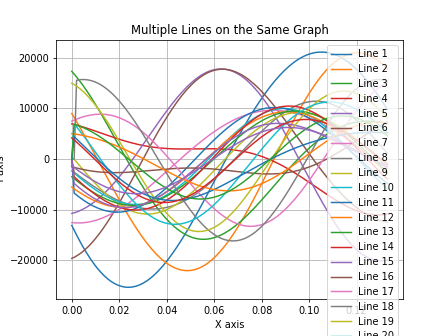 Multiple Lines on the Same Graph
20000
10000
0
−10000
−20000
0.00
0.02
0.04
0.06
0.08
0.10
X axis
Line 1
Line 2
Line 3
Line 4
Line 5
Line 6
Line 7
Line 8
Line 9
Line 10
Line 11
Line 12
Line 13
Line 14
Line 15
Line 16
Line 17
Line 18
Line 19
Line 20